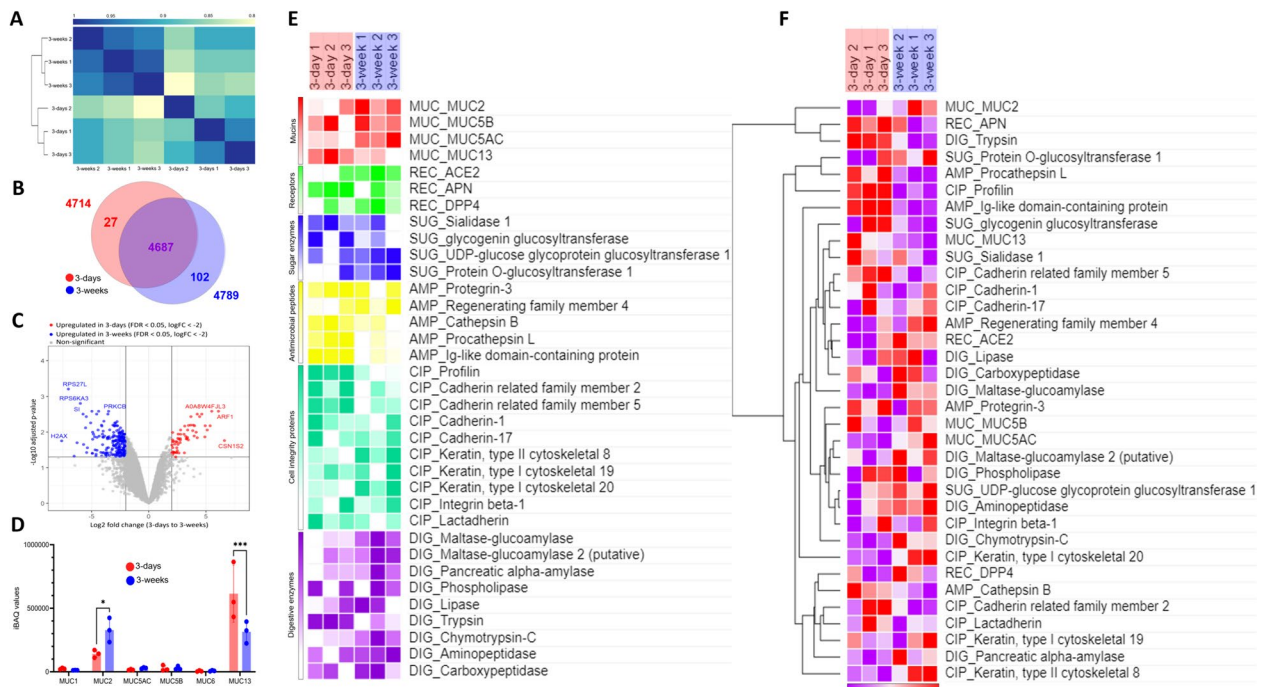 A
1
0.95
0.9
0.85
0.8
3-weeks 2
3-weeks 1
3-weeks 3
3-days 2
3-days 1
3-days 3
3-weeks 2
3-weeks 1
3-weeks 3
3-days 2
3-days 1
3-days 3
B
4714
27
4687
102
4789
3-days
3-weeks
C
Upregulated in 3-days (FDR < 0.05, logFC < -2)
Upregulated in 3-weeks (FDR < 0.05, logFC < -2)
Non-significant
-Log10 adjusted p-value
4
3
2
1
0
RPS27L
RPS6KA3
SI
PRKCB
H2AX
A0A8W4FJL3
ARF1
CSN1S2
-5
0
5
Log2 fold change (3-days to 3-weeks)
D
iBAQ values
1000000
500000
0
3-days
3-weeks
*
***
MUC1
MUC2
MUC5AC
MUC5B
MUC6
MUC13
E
3-day 1
3-day 2
3-day 3
3-week 1
3-week 2
3-week 3
Mucins
MUC_MUC2
MUC_MUC5B
MUC_MUC5AC
MUC_MUC13
Receptors
REC_ACE2
REC_APN
REC_DPP4
Sugar enzymes
SUG_Sialidase 1
SUG_glycogenin glucosyltransferase
SUG_UDP-glucose glycoprotein glucosyltransferase 1
SUG_Protein O-glucosyltransferase 1
Antimicrobial peptides
AMP_Protegrin-3
AMP_Regenerating family member 4
AMP_Cathepsin B
AMP_Procathepsin L
AMP_Ig-like domain-containing protein
Cell integrity proteins
CIP_Profilin
CIP_Cadherin related family member 2
CIP_Cadherin related family member 5
CIP_Cadherin-1
CIP_Cadherin-17
CIP_Keratin, type II cytoskeletal 8
CIP_Keratin, type I cytoskeletal 19
CIP_Keratin, type I cytoskeletal 20
CIP_Integrin beta-1
CIP_Lactadherin
Digestive enzymes
DIG_Maltase-glucoamylase
DIG_Maltase-glucoamylase 2 (putative)
DIG_Pancreatic alpha-amylase
DIG_Phospholipase
DIG_Lipase
DIG_Trypsin
DIG_Chymotrypsin-C
DIG_Aminopeptidase
DIG_Carboxypeptidase
F
3-day 2
3-day 1
3-day 3
3-week 2
3-week 1
3-week 3
MUC_MUC2
REC_APN
DIG_Trypsin
SUG_Protein O-glucosyltransferase 1
AMP_Procathepsin L
CIP_Profilin
AMP_Ig-like domain-containing protein
SUG_glycogenin glucosyltransferase
MUC_MUC13
SUG_Sialidase 1
CIP_Cadherin related family member 5
CIP_Cadherin-1
CIP_Cadherin-17
AMP_Regenerating family member 4
REC_ACE2
DIG_Lipase
DIG_Carboxypeptidase
DIG_Maltase-glucoamylase
AMP_Protegrin-3
MUC_MUC5B
MUC_MUC5AC
DIG_Maltase-glucoamylase 2 (putative)
DIG_Phospholipase
SUG_UDP-glucose glycoprotein glucosyltransferase 1
DIG_Aminopeptidase
CIP_Integrin beta-1
DIG_Chymotrypsin-C
CIP_Keratin, type I cytoskeletal 20
REC_DPP4
AMP_Cathepsin B
CIP_Cadherin related family member 2
CIP_Lactadherin
CIP_Keratin, type I cytoskeletal 19
DIG_Pancreatic alpha-amylase
CIP_Keratin, type II cytoskeletal 8